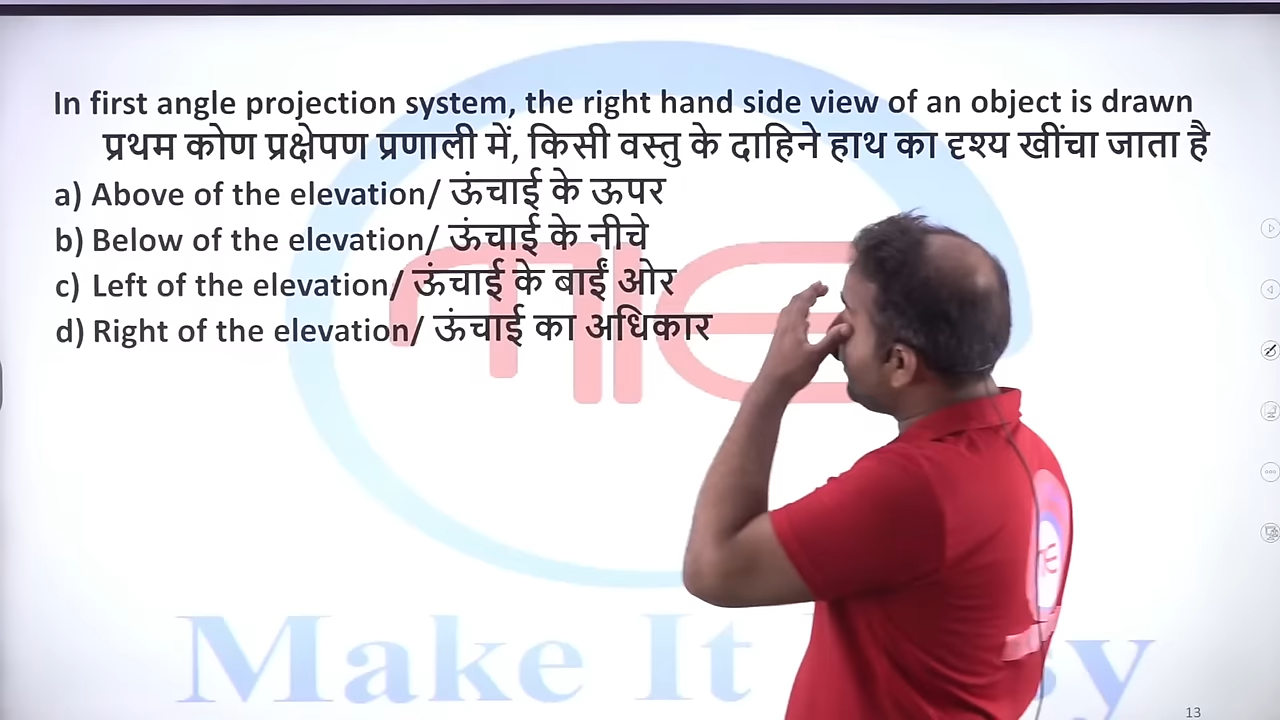 In first angle projection system, the right hand side view of an object is drawn
प्रथम कोण प्रक्षेपण प्रणाली में, किसी वस्तु के दाहिने हाथ का दृश्य खींचा जाता है
a) Above of the elevation/ ऊंचाई के ऊपर
b) Below of the elevation/ ऊंचाई के नीचे
c) Left of the elevation/ ऊंचाई के बाईं ओर
d) Right of the elevation/ ऊंचाई का अधिकार
Make It
13